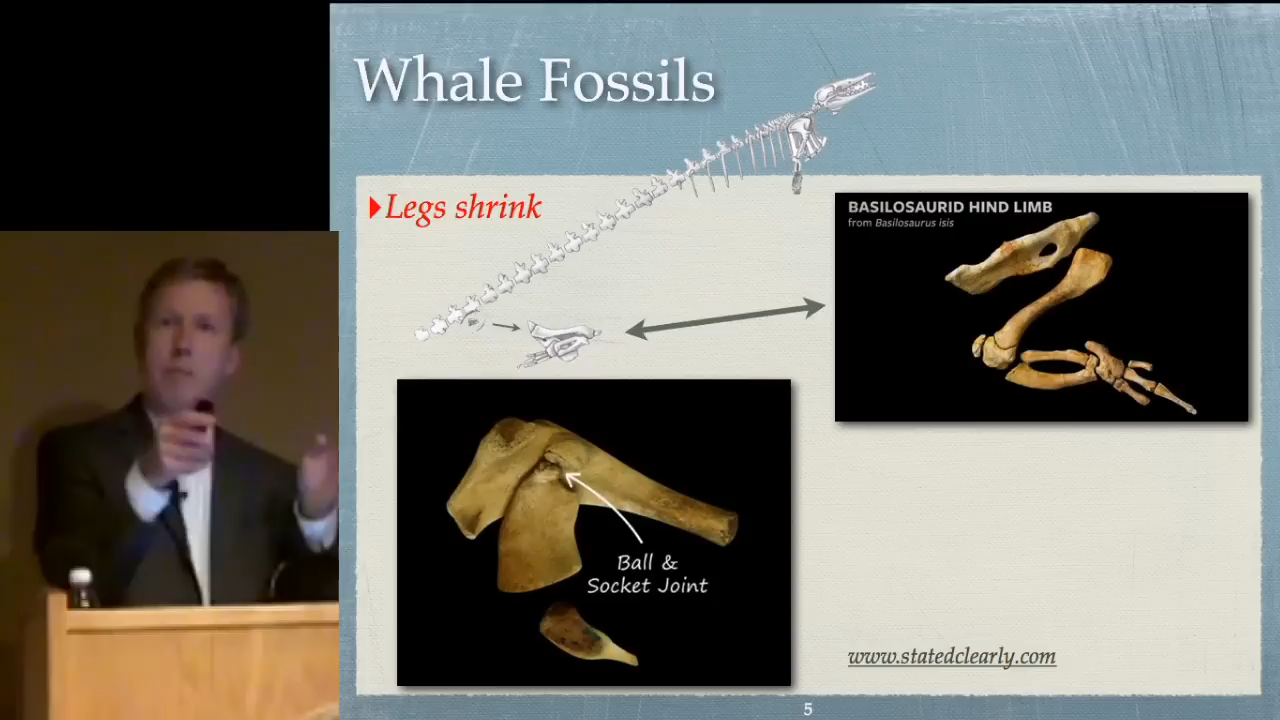 Whale Fossils
Legs shrink
BASILOSAURID HIND LIMB
from Basilosaurus isis
Ball &
Socket Joint
www.statedclearly.com
5